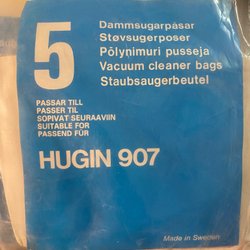 5
Dammsugarpåsar
Støvsugerposer
Pölynimuri pusseja
Vacuum cleaner bags
Staubsaugerbeutel
PASSAR TILL
PASSER TIL
SOPIVAT SEURAAVIIN
SUITABLE FOR
PASSEND FÜR
HUGIN 907
Made in Sweden